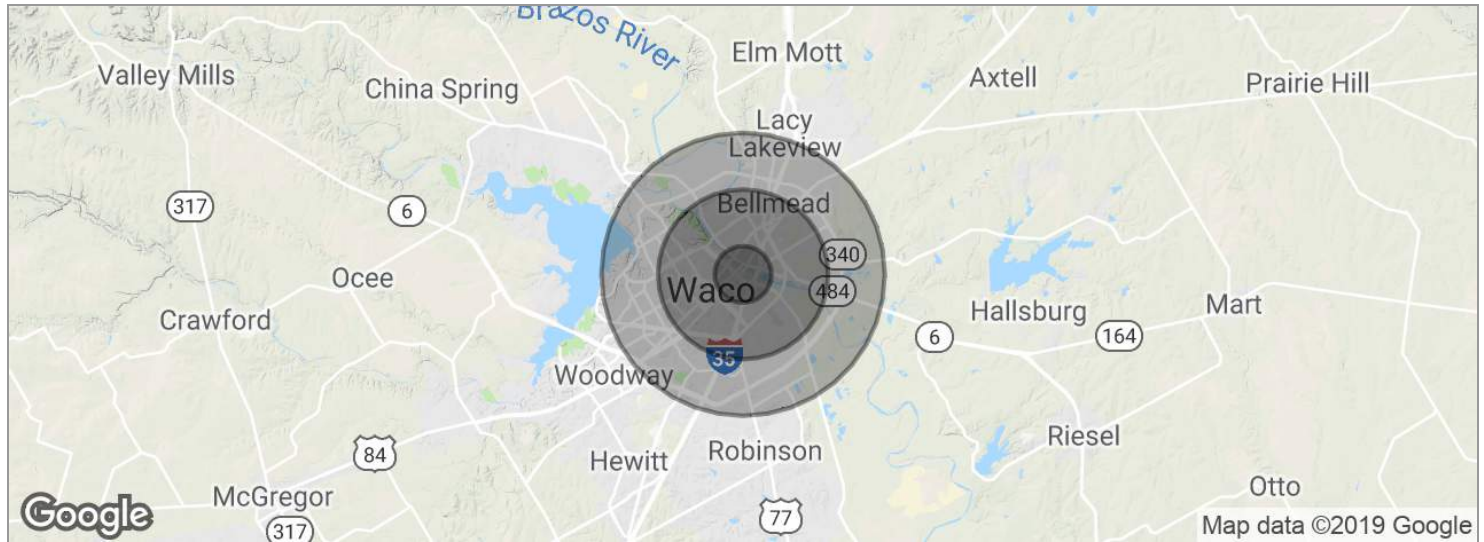 Brazos River
Elm Mott
Valley Mills
China Spring
Axtell
Prairie Hill
Lacy
Lakeview
317
6
Bellmead
340
Ocee
Waco
484
Hallsburg
Mart
Crawford
6
164
35
Woodway
84
Hewitt
Robinson
Riesel
McGregor
Otto
Google
317
77
Map data ©2019 Google